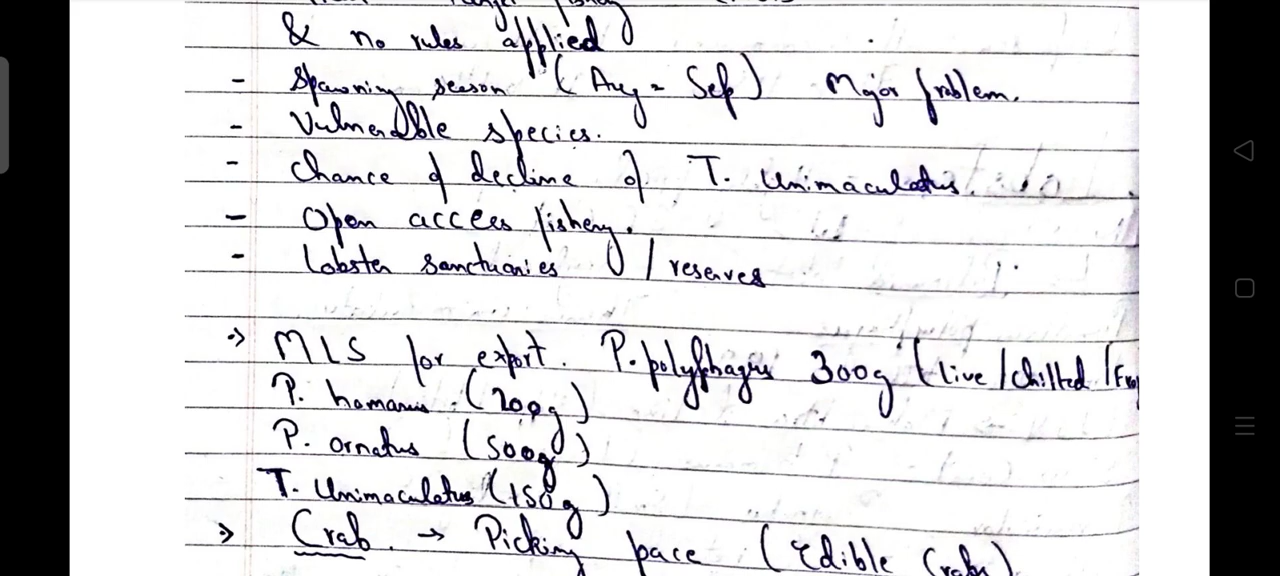 & no rules applied
- Spawning season (Aug - Sep) Major problem.
- Vulnerable species.
- Chance of decline of T. Unimaculatus.
- Open access fishery.
- Lobster sanctuaries / reserves
⇒ MLS for export. P. polyphagus 300g (live / chilled /
P. homarus (200g)
P. ornatus (500g)
T. Unimaculatus (150g)
⇒ Crab. → Picking pace (Edible Crabs)